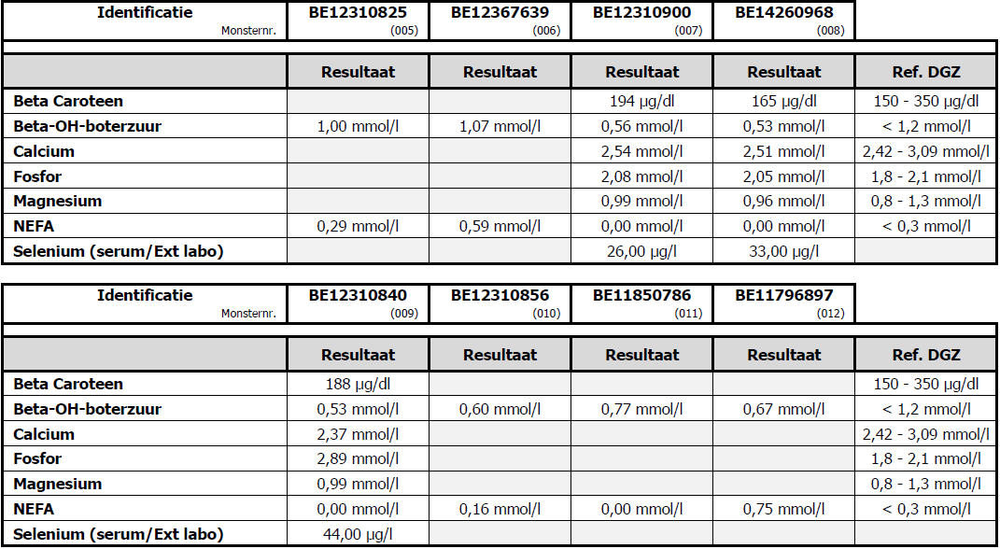 Identificatie BE12310825 BE12367639 BE12310900 BE14260968
Monsternr. (005) (006) (007) (008)
Resultaat Resultaat Resultaat Resultaat Ref. DGZ
Beta Caroteen 194 µg/dl 165 µg/dl 150 - 350 µg/dl
Beta-OH-boterzuur 1,00 mmol/l 1,07 mmol/l 0,56 mmol/l 0,53 mmol/l < 1,2 mmol/l
Calcium 2,54 mmol/l 2,51 mmol/l 2,42 - 3,09 mmol/l
Fosfor 2,08 mmol/l 2,05 mmol/l 1,8 - 2,1 mmol/l
Magnesium 0,99 mmol/l 0,96 mmol/l 0,8 - 1,3 mmol/l
NEFA 0,29 mmol/l 0,59 mmol/l 0,00 mmol/l 0,00 mmol/l < 0,3 mmol/l
Selenium (serum/Ext labo) 26,00 µg/l 33,00 µg/l
Identificatie BE12310840 BE12310856 BE11850786 BE11796897
Monsternr. (009) (010) (011) (012)
Resultaat Resultaat Resultaat Resultaat Ref. DGZ
Beta Caroteen 188 µg/dl 150 - 350 µg/dl
Beta-OH-boterzuur 0,53 mmol/l 0,60 mmol/l 0,77 mmol/l 0,67 mmol/l < 1,2 mmol/l
Calcium 2,37 mmol/l 2,42 - 3,09 mmol/l
Fosfor 2,89 mmol/l 1,8 - 2,1 mmol/l
Magnesium 0,99 mmol/l 0,8 - 1,3 mmol/l
NEFA 0,00 mmol/l 0,16 mmol/l 0,00 mmol/l 0,75 mmol/l < 0,3 mmol/l
Selenium (serum/Ext labo) 44,00 µg/l